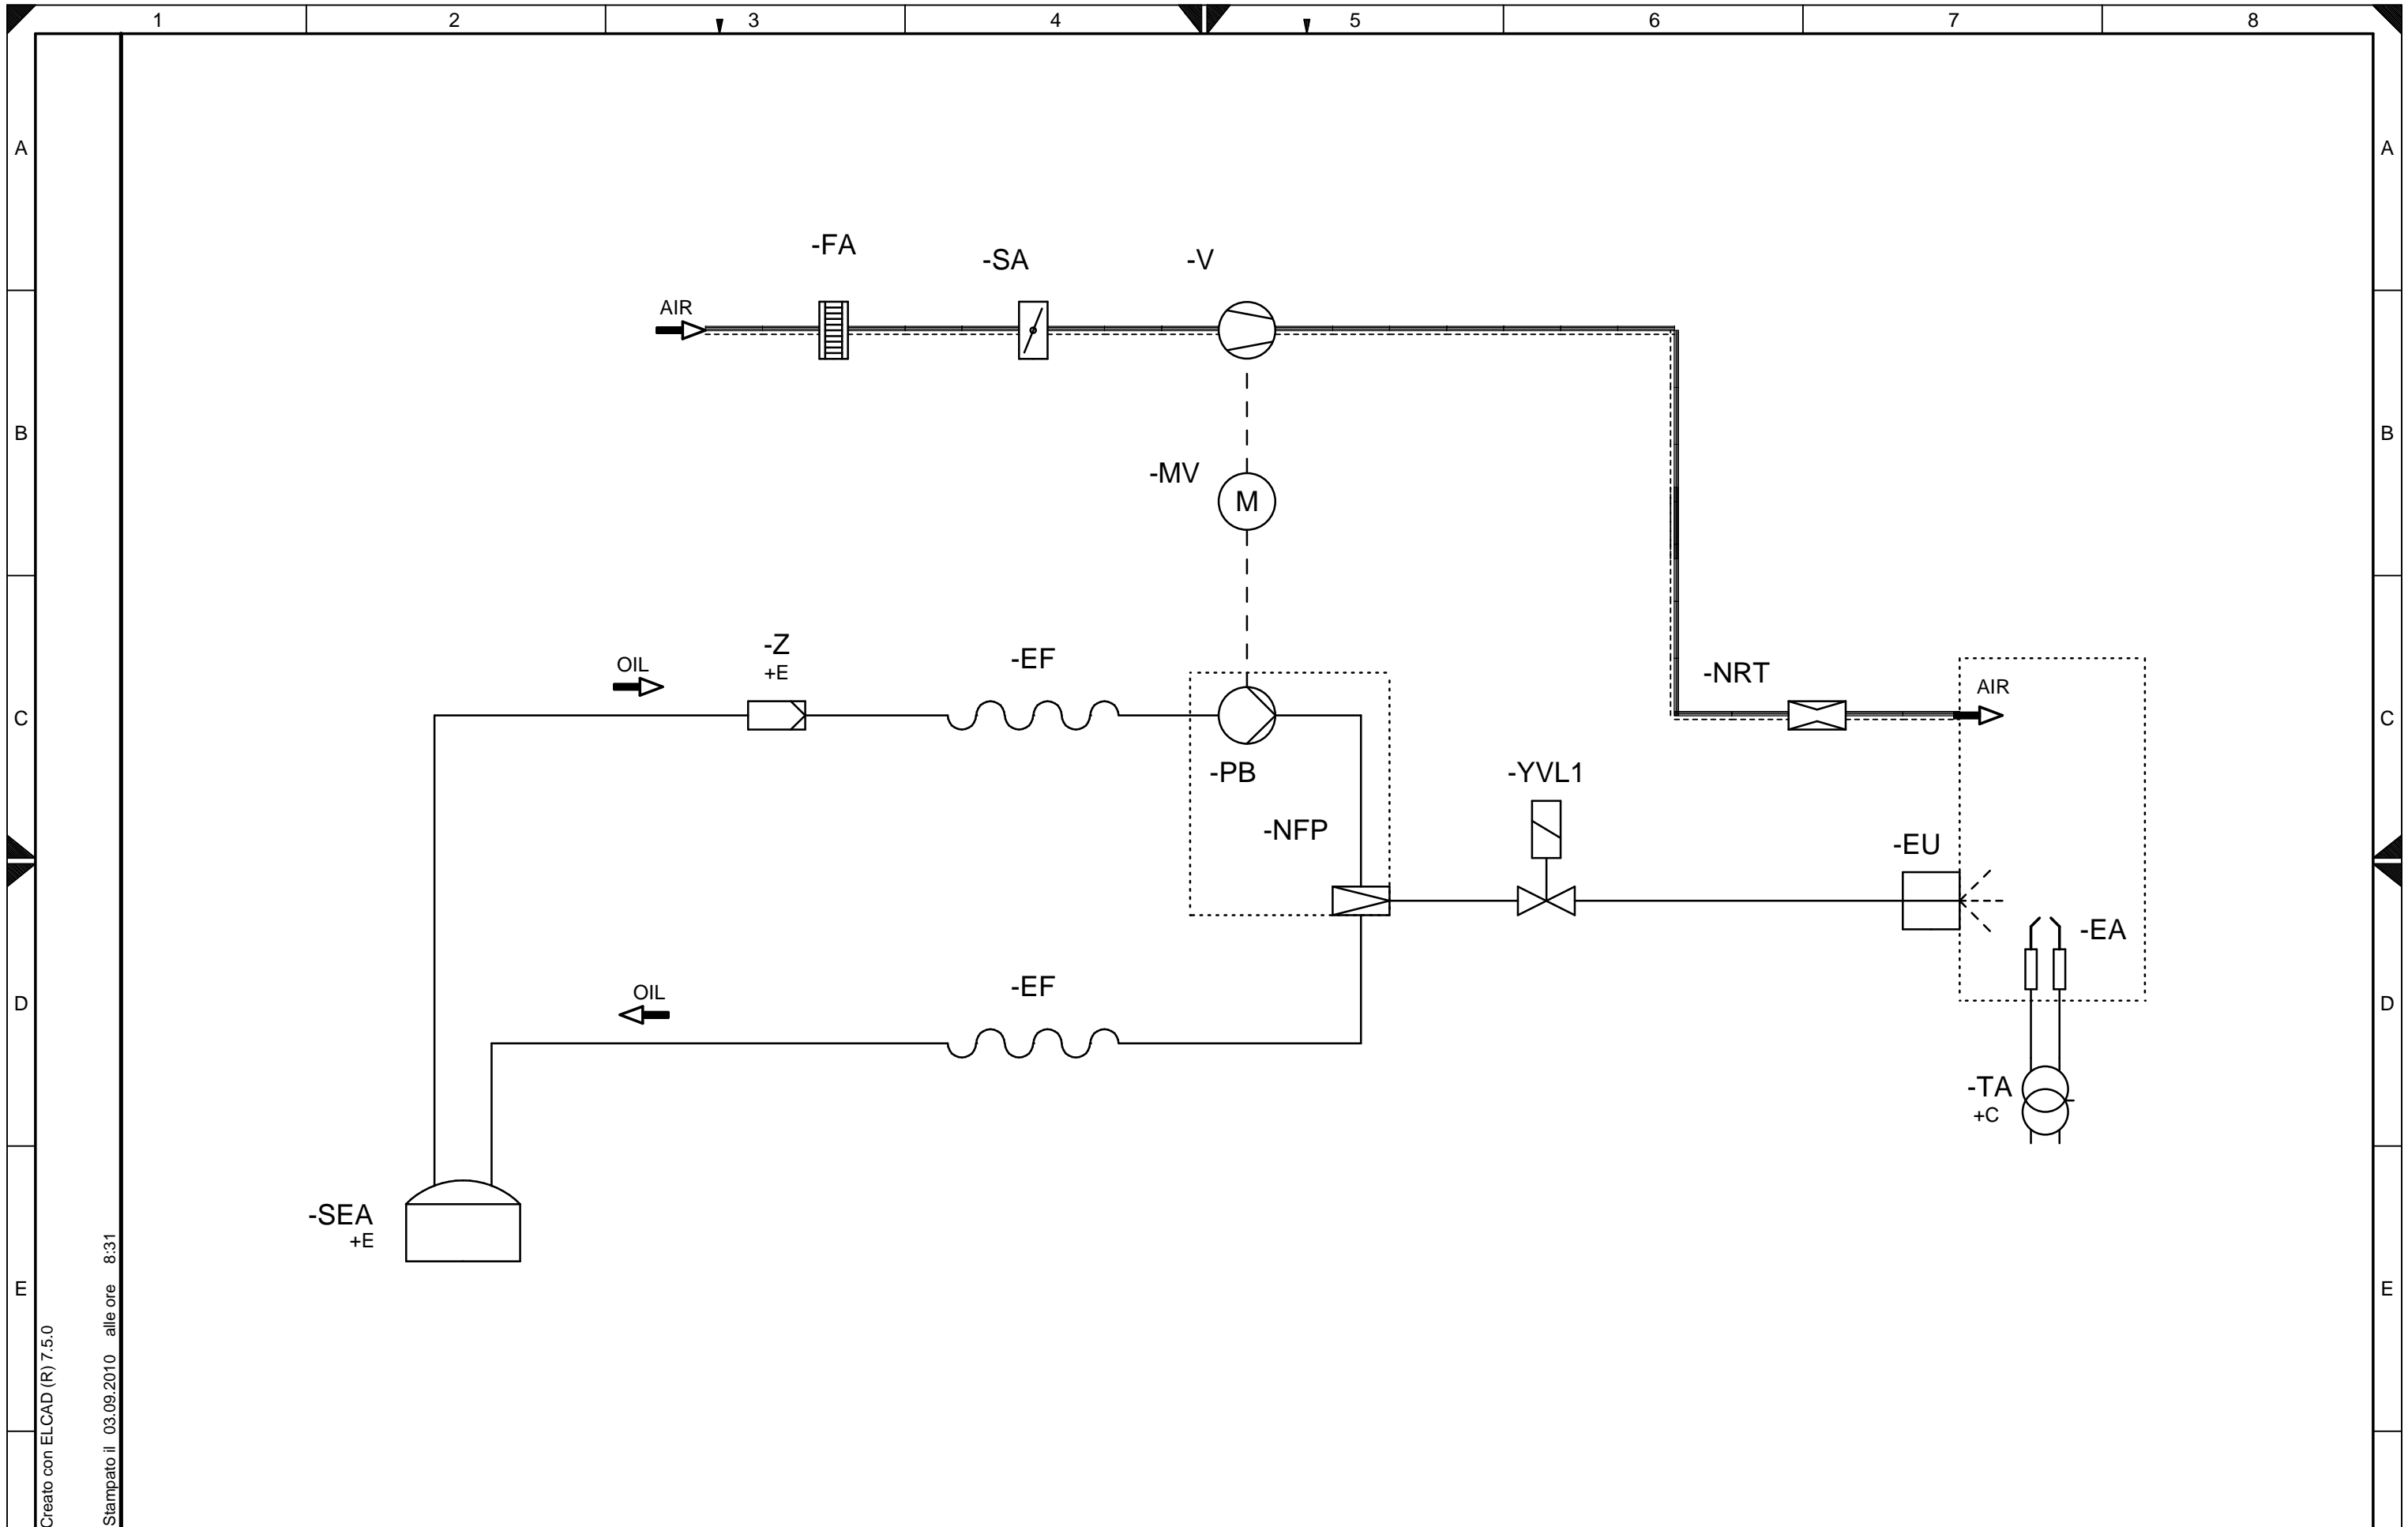 1 2 3 4 5 6 7 8
A A
-FA
-SA
-V
AIR
B B
-MV
M
-Z
+E
OIL
-EF
-NRT
AIR
C C
-PB
-YVL1
-NFP
-EU
-EA
OIL
-EF
D D
-TA
+C
-SEA
+E
E E
Creato con ELCAD (R) 7.5.0
Stampato il 03.09.2010 alle ore 8:31